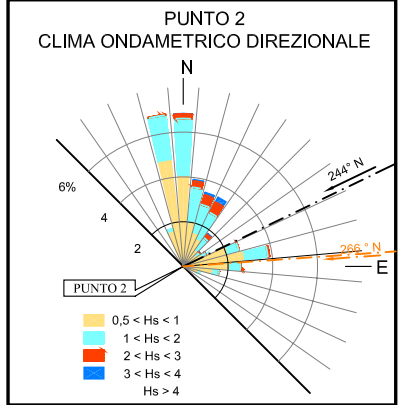 PUNTO 2
CLIMA ONDAMETRICO DIREZIONALE
N
244° N
6%
4
2
266° N
E
PUNTO 2
0,5 < Hs < 1
1 < Hs < 2
2 < Hs < 3
3 < Hs < 4
Hs > 4